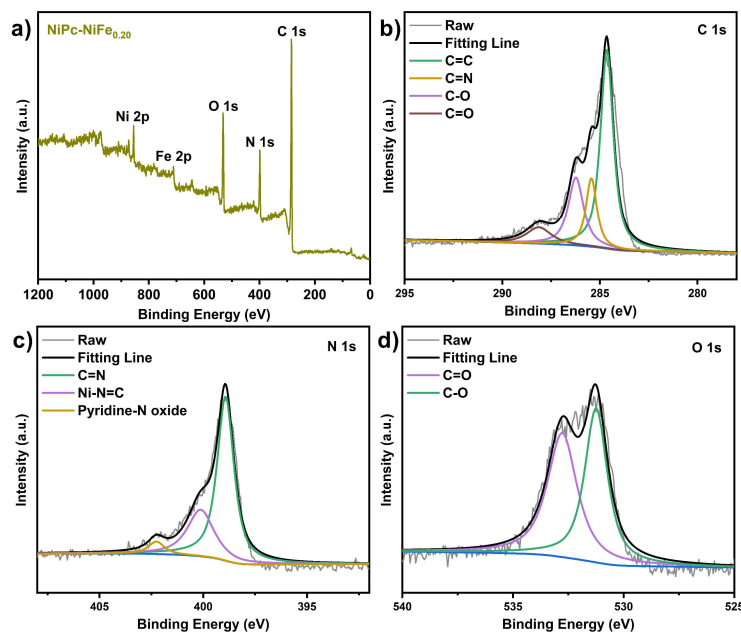 a)
NiPc-NiFe0.20
C 1s
O 1s
Ni 2p
N 1s
Fe 2p
Intensity (a.u.)
1200 1000 800 600 400 200 0
Binding Energy (eV)
b)
Raw
Fitting Line
C=C
C=N
C-O
C=O
C 1s
Intensity (a.u.)
295 290 285 280
Binding Energy (eV)
c)
Raw
Fitting Line
C=N
Ni-N=C
Pyridine-N oxide
N 1s
Intensity (a.u.)
405 399 395
Binding Energy (eV)
d)
Raw
Fitting Line
C=O
C-O
O 1s
Intensity (a.u.)
540 535 530 525
Binding Energy (eV)